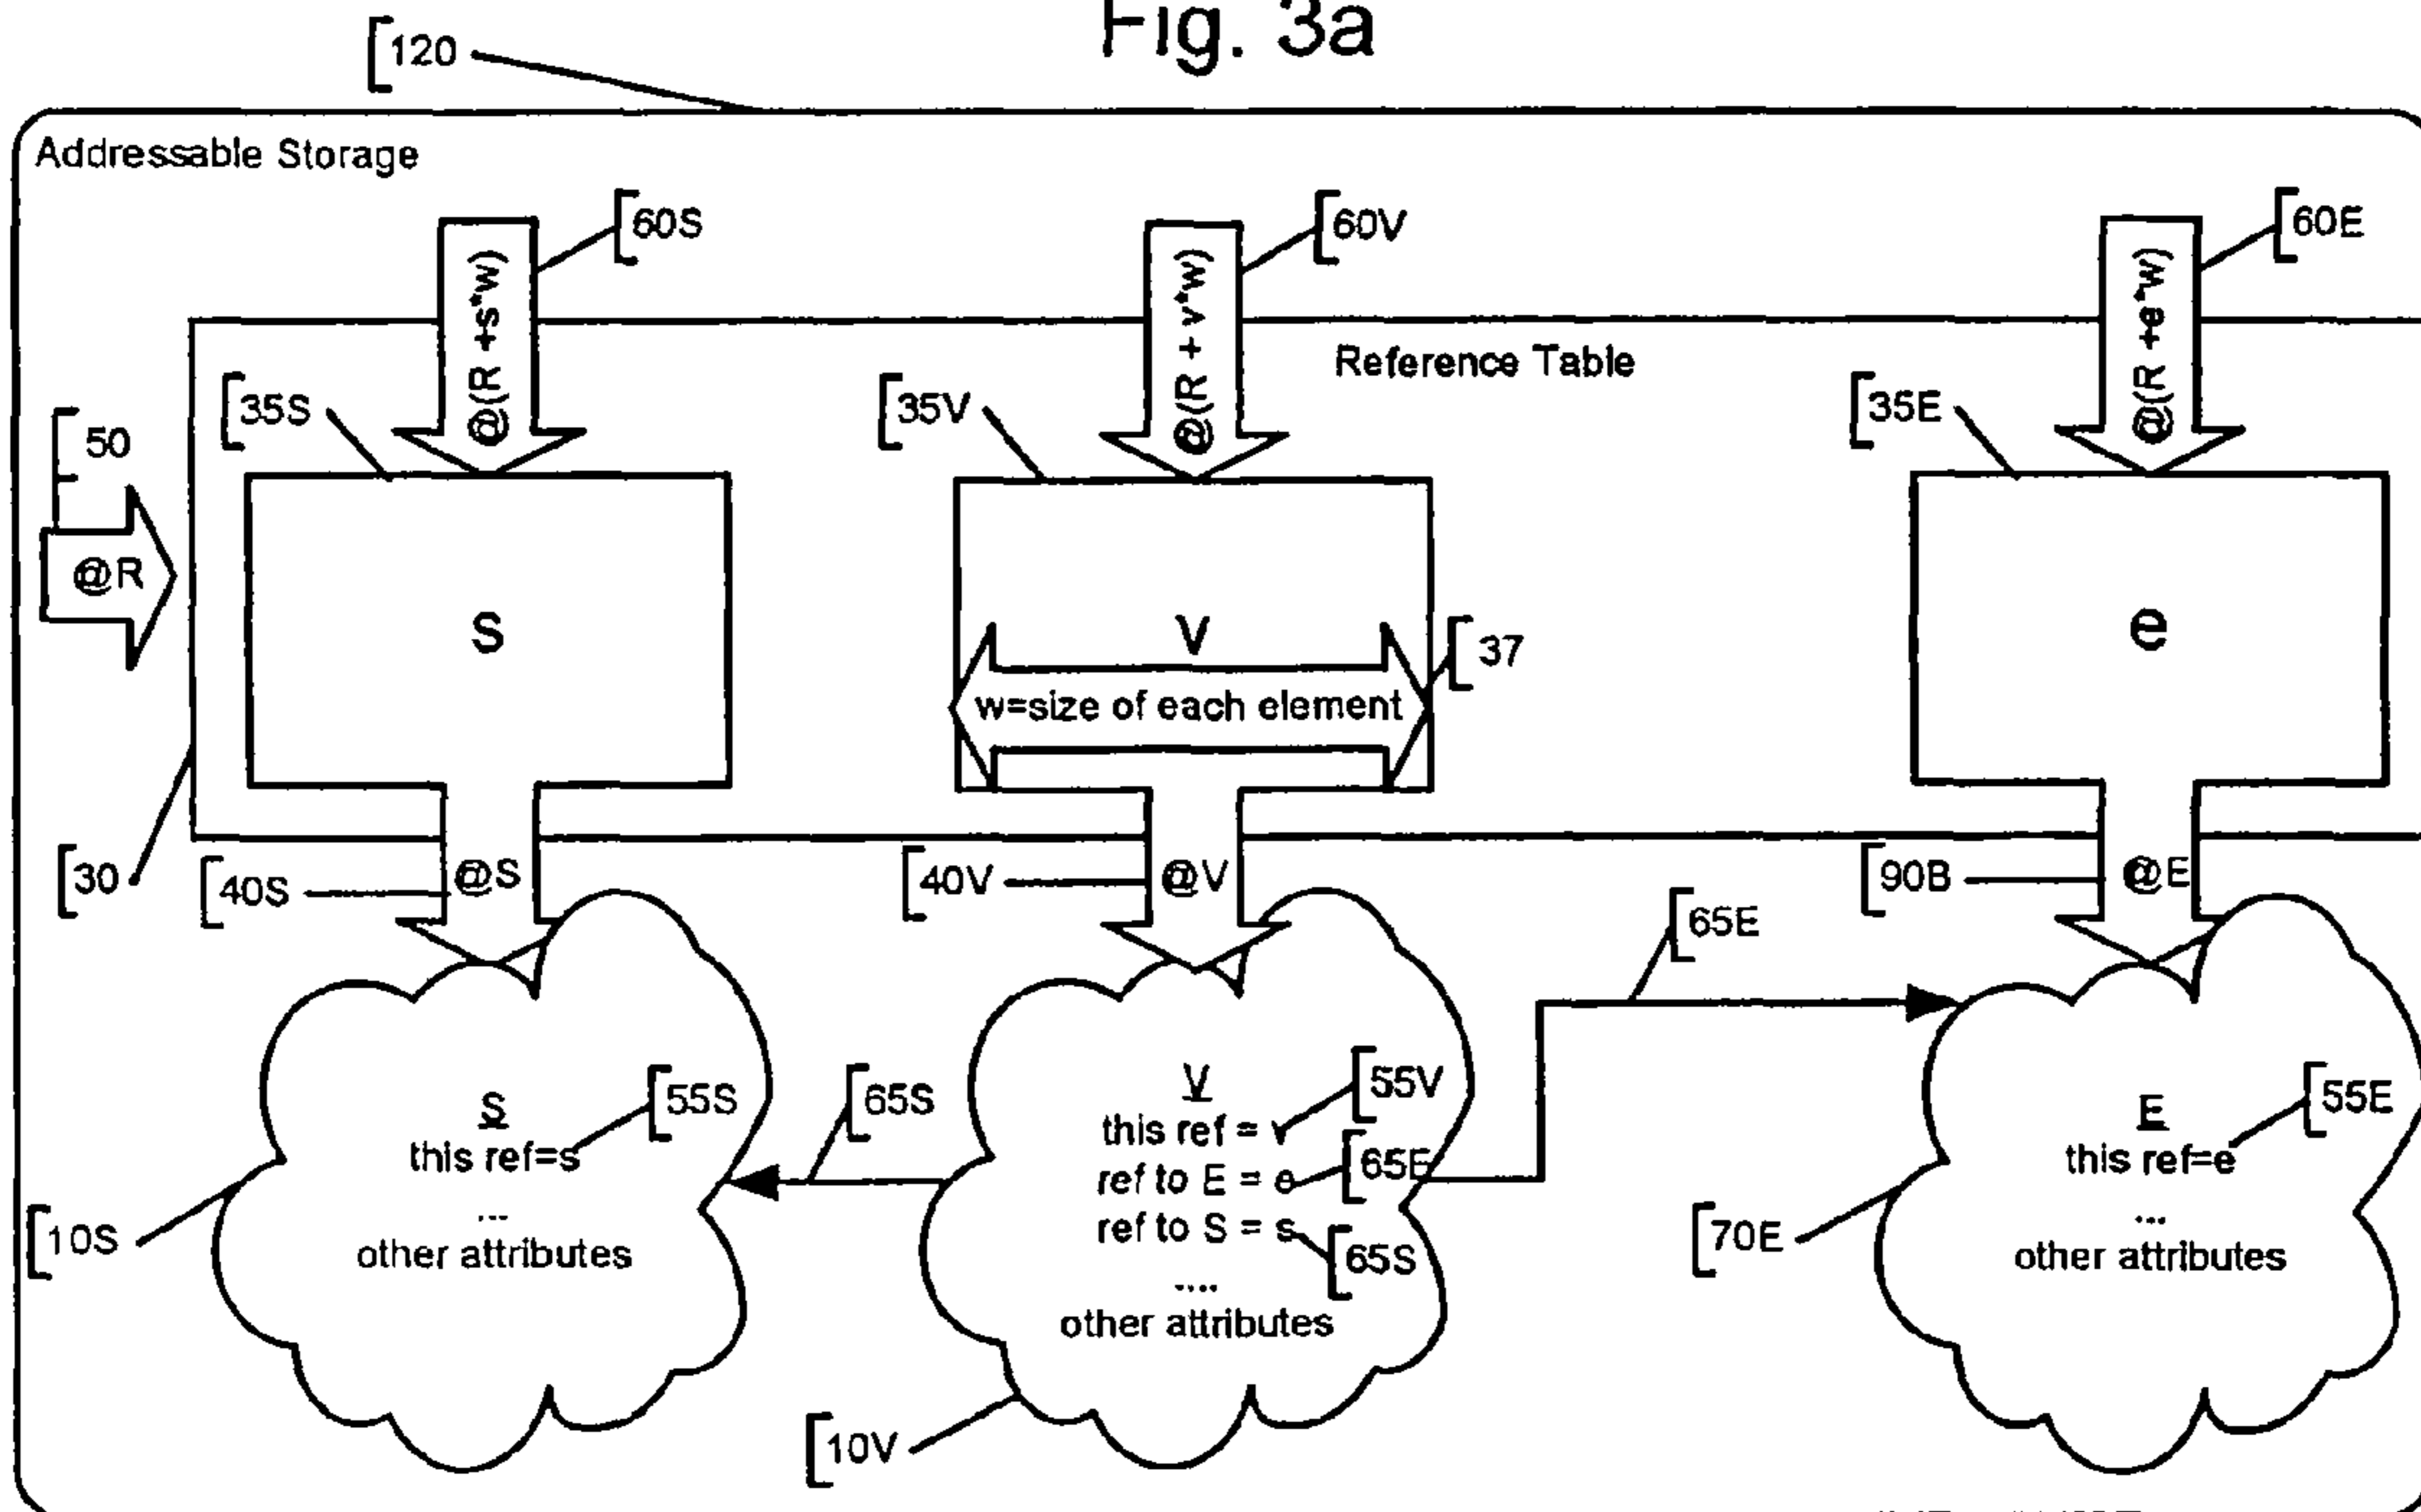 Fig. 3a
120
Addressable Storage
60S
60V
60E
@(R +s*w)
@(R + v*w)
@(R +e*w)
Reference Table
35S
35V
35E
50
@R
s
v
e
37
w=size of each element
30
40S
@S
40V
@V
90B
@E
65E
S
this ref=s
...
other attributes
55S
65S
V
this ref = v
ref to E = e
ref to S = s
....
other attributes
55V
65E
65S
E
this ref=e
...
other attributes
55E
10S
70E
10V